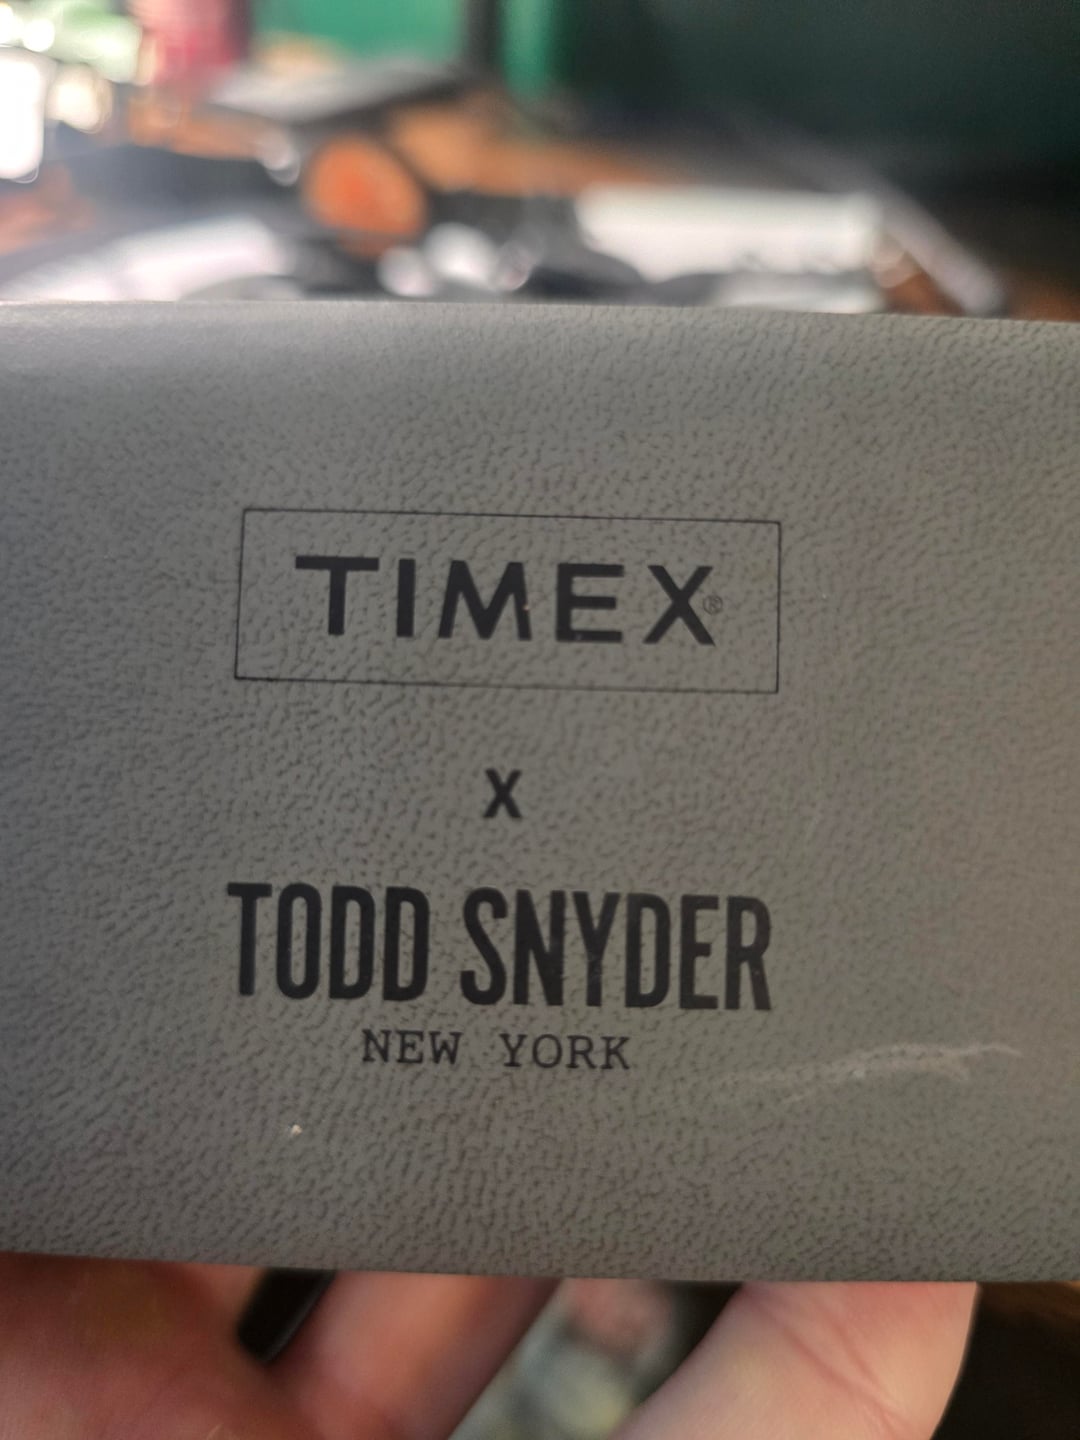 TIMEX®
X
TODD SNYDER
NEW YORK